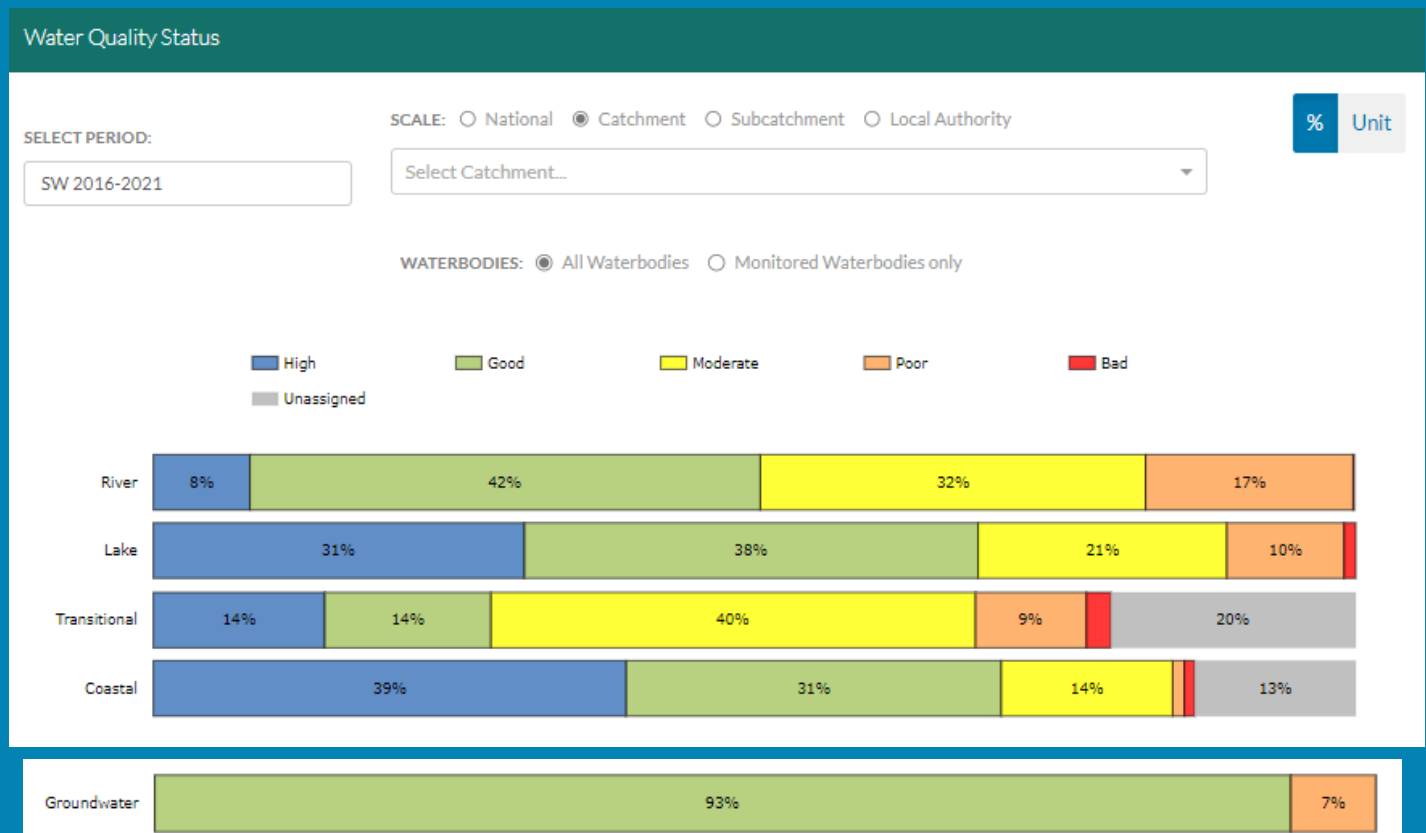 Water Quality Status
SELECT PERIOD:
SW 2016-2021
SCALE: National Catchment Subcatchment Local Authority
Select Catchment...
% Unit
WATERBODIES: All Waterbodies Monitored Waterbodies only
High Good Moderate Poor Bad
Unassigned
River 8% 42% 32% 17%
Lake 31% 38% 21% 10%
Transitional 14% 14% 40% 9% 20%
Coastal 39% 31% 14% 13%
Groundwater 93% 7%